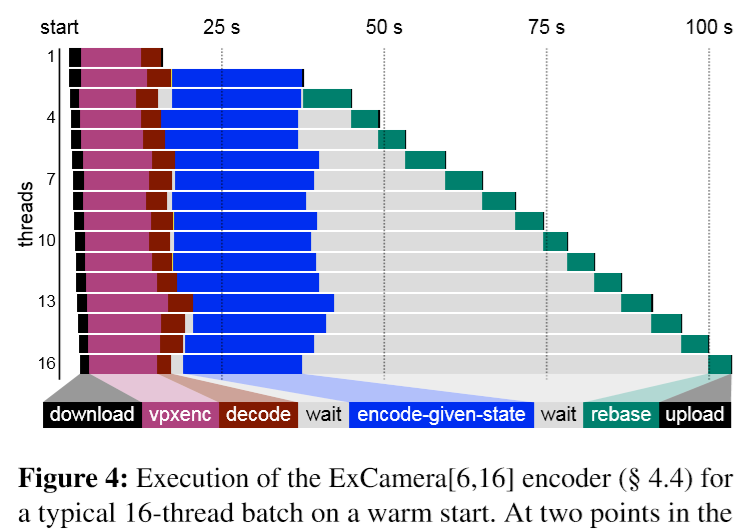 start 25 s 50 s 75 s 100 s
threads
1
4
7
10
13
16
download vpxenc decode wait encode-given-state wait rebase upload
Figure 4: Execution of the ExCamera[6,16] encoder (§ 4.4) for
a typical 16-thread batch on a warm start. At two points in the